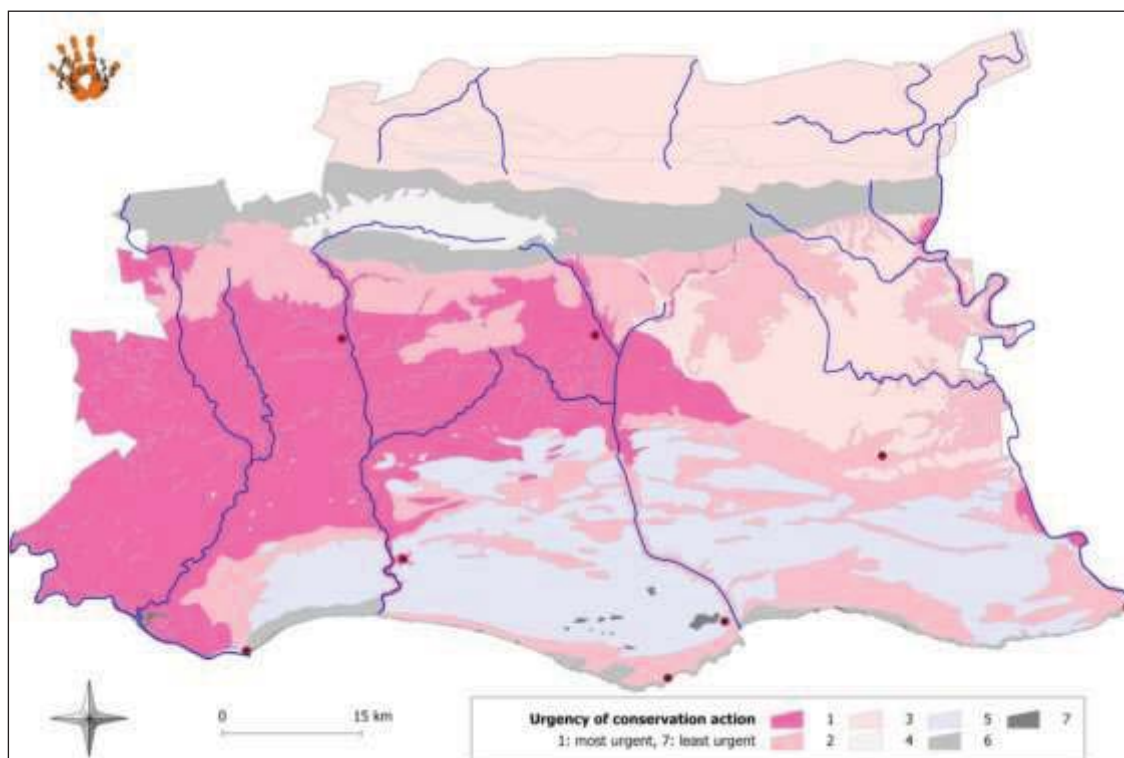 0 15 km
Urgency of conservation action 1 3 5 7
1: most urgent, 7: least urgent 2 4 6